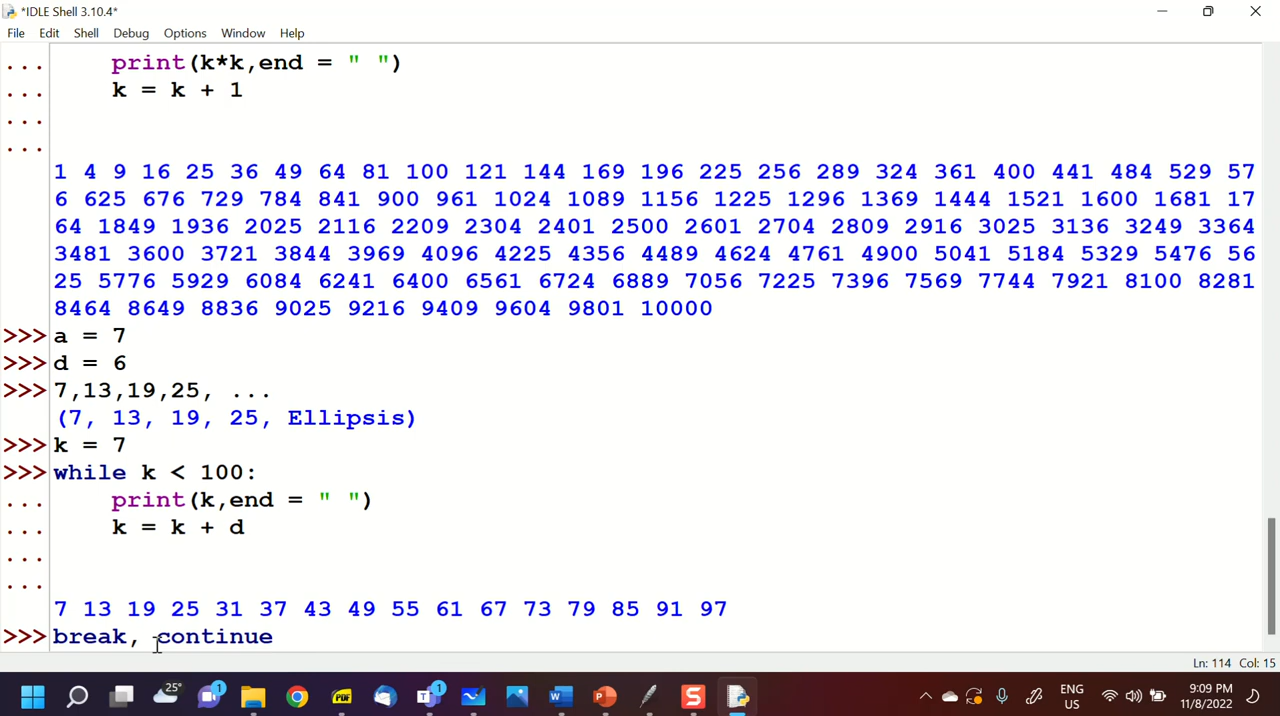 *IDLE Shell 3.10.4*
File Edit Shell Debug Options Window Help
... print(k*k,end = " ")
... k = k + 1
...
...
1 4 9 16 25 36 49 64 81 100 121 144 169 196 225 256 289 324 361 400 441 484 529 57
6 625 676 729 784 841 900 961 1024 1089 1156 1225 1296 1369 1444 1521 1600 1681 17
64 1849 1936 2025 2116 2209 2304 2401 2500 2601 2704 2809 2916 3025 3136 3249 3364
3481 3600 3721 3844 3969 4096 4225 4356 4489 4624 4761 4900 5041 5184 5329 5476 56
25 5776 5929 6084 6241 6400 6561 6724 6889 7056 7225 7396 7569 7744 7921 8100 8281
8464 8649 8836 9025 9216 9409 9604 9801 10000
>>> a = 7
>>> d = 6
>>> 7,13,19,25, ...
(7, 13, 19, 25, Ellipsis)
>>> k = 7
>>> while k < 100:
... print(k,end = " ")
... k = k + d
...
...
7 13 19 25 31 37 43 49 55 61 67 73 79 85 91 97
>>> break, continue
Ln: 114 Col: 15
25° 1 PDF 1 W P S ENG US 9:09 PM 11/8/2022